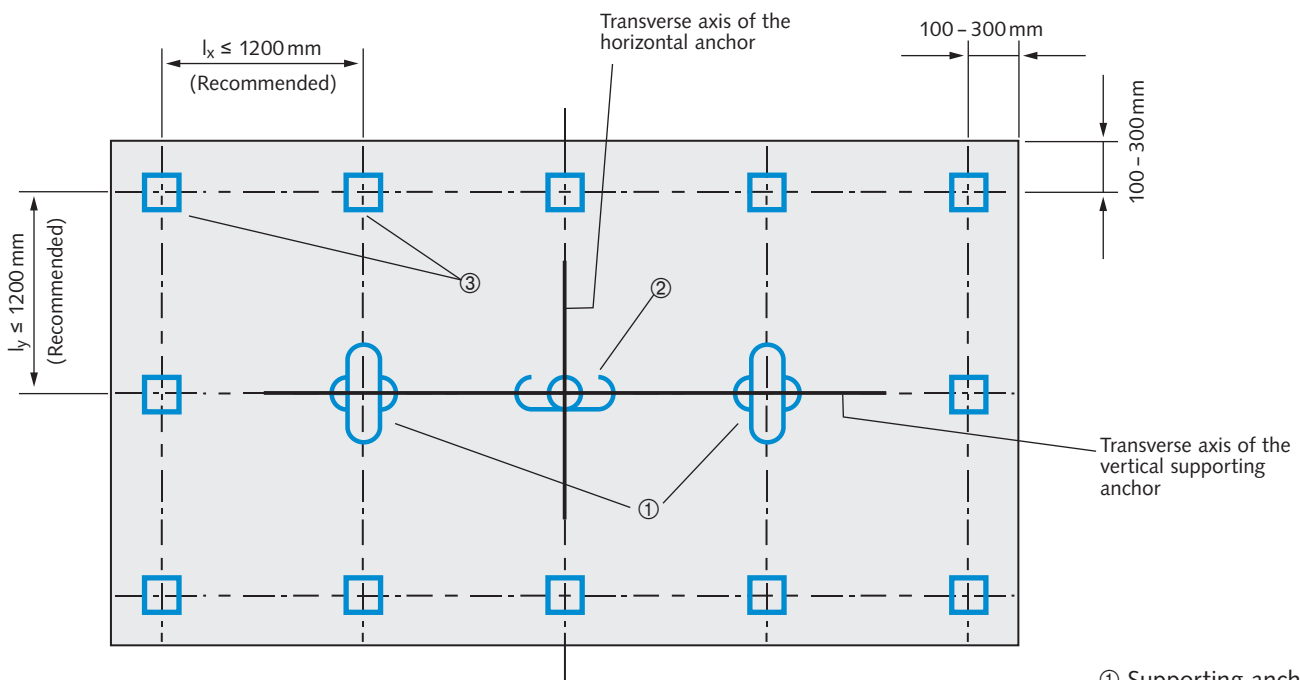 Transverse axis of the
horizontal anchor
lx ≤ 1200 mm
(Recommended)
100 – 300 mm
100 – 300 mm
ly ≤ 1200 mm
(Recommended)
③
②
①
Transverse axis of the
vertical supporting
anchor
① Supporting